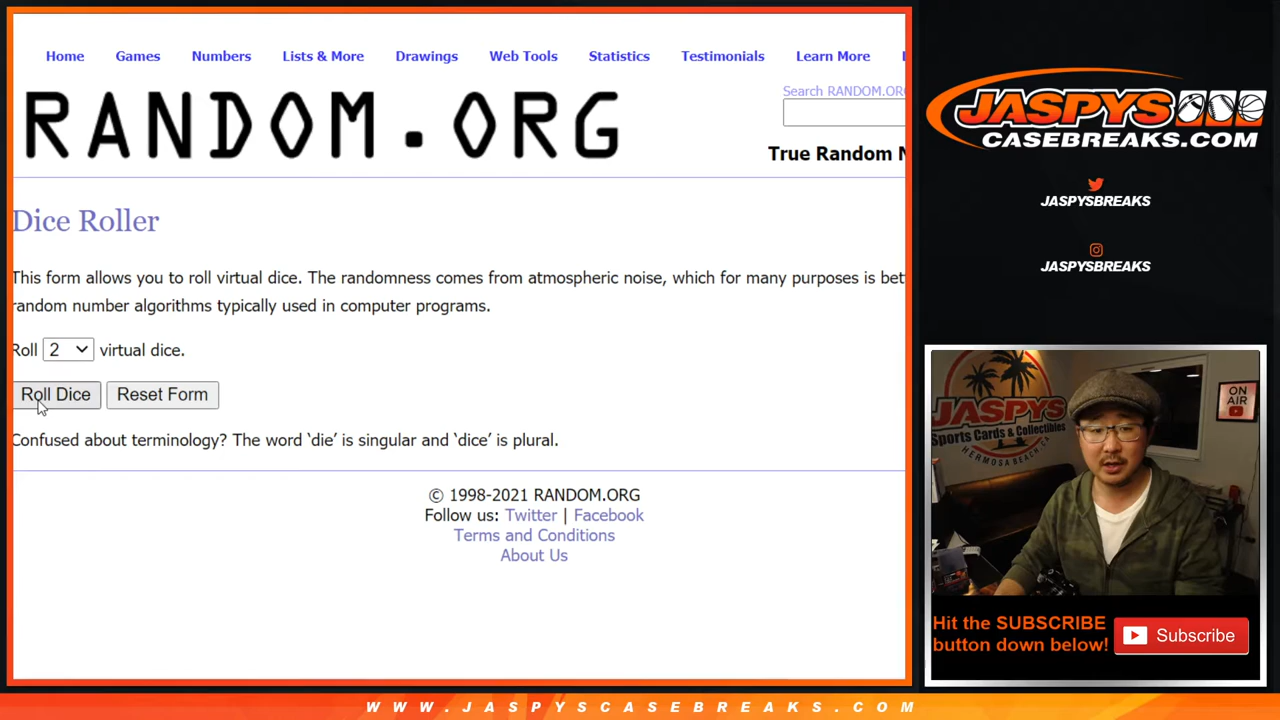 Home Games Numbers Lists & More Drawings Web Tools Statistics Testimonials Learn More
RANDOM.ORG
Search RANDOM.ORG
True Random N
Dice Roller
This form allows you to roll virtual dice. The randomness comes from atmospheric noise, which for many purposes is bet
random number algorithms typically used in computer programs.
Roll 2 virtual dice.
Roll Dice Reset Form
Confused about terminology? The word ‘die’ is singular and ‘dice’ is plural.
© 1998-2021 RANDOM.ORG
Follow us: Twitter | Facebook
Terms and Conditions
About Us
JASPYS
CASEBREAKS.COM
JASPYSBREAKS
JASPYSBREAKS
JASPYS
Sports Cards & Collectibles
HERMOSA BEACH, CA
ON
AIR
Hit the SUBSCRIBE
button down below!
Subscribe
WWW.JASPYSCASEBREAKS.COM